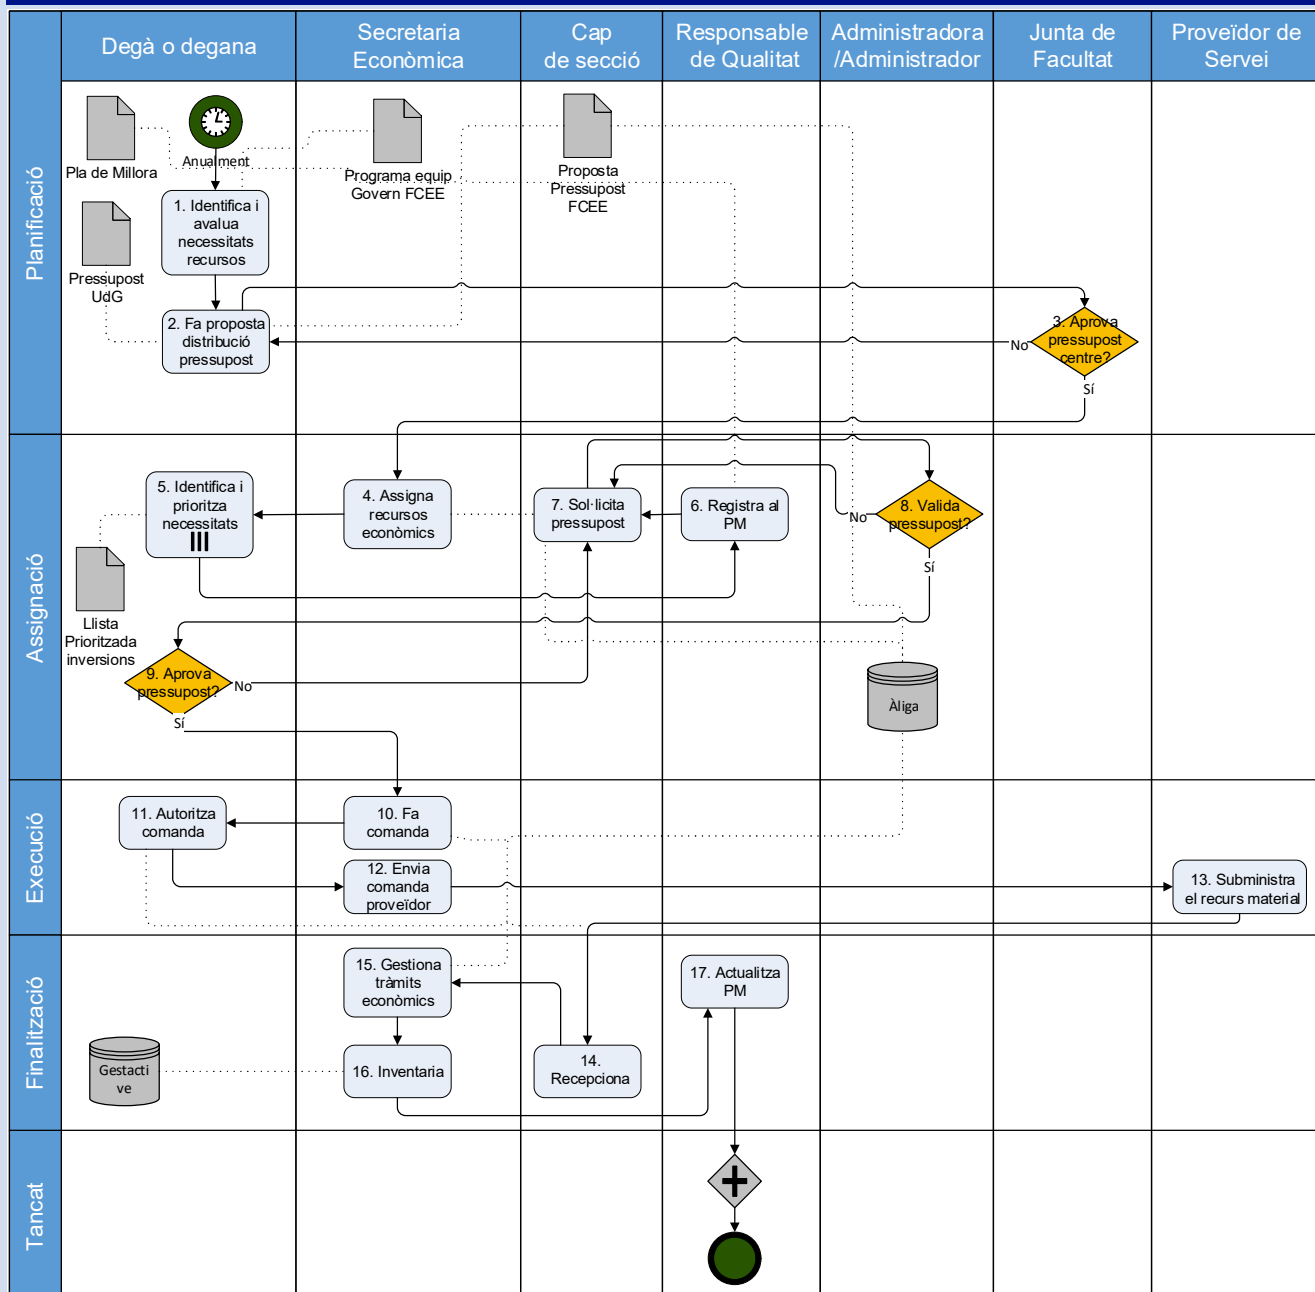 Degà o degana
Secretaria
Econòmica
Cap
de secció
Responsable
de Qualitat
Administradora
/Administrador
Junta de
Facultat
Proveïdor de
Servei
Planificació
Pla de Millora
Anualment
Programa equip
Govern FCEE
Proposta
Pressupost
FCEE
1. Identifica i
avalua
necessitats
recursos
Pressupost
UdG
2. Fa proposta
distribució
pressupost
3. Aprova
pressupost
centre?
No
Sí
Assignació
5. Identifica i
prioritza
necessitats
4. Assigna
recursos
econòmics
7. Sol·licita
pressupost
6. Registra al
PM
8. Valida
pressupost?
No
Sí
Llista
Prioritzada
inversions
9. Aprova
pressupost?
No
Sí
Àliga
Execució
11. Autoritza
comanda
10. Fa
comanda
12. Envia
comanda
proveïdor
13. Subministra
el recurs material
Finalització
15. Gestiona
tràmits
econòmics
17. Actualitza
PM
Gestacti
ve
16. Inventaria
14.
Recepciona
Tancat